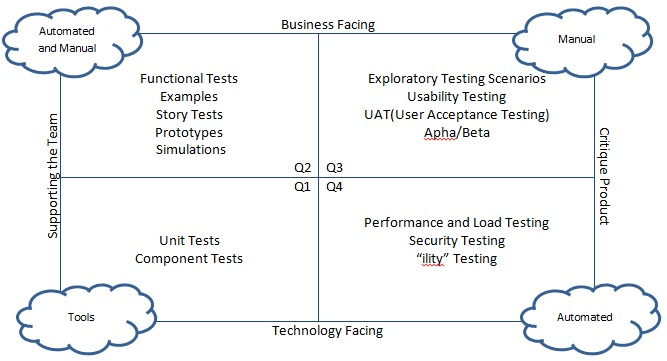 Automated
and Manual
Business Facing
Manual
Functional Tests
Examples
Story Tests
Prototypes
Simulations
Exploratory Testing Scenarios
Usability Testing
UAT(User Acceptance Testing)
Apha/Beta
Supporting the Team
Critique Product
Q2
Q3
Q1
Q4
Unit Tests
Component Tests
Performance and Load Testing
Security Testing
“ility” Testing
Tools
Technology Facing
Automated